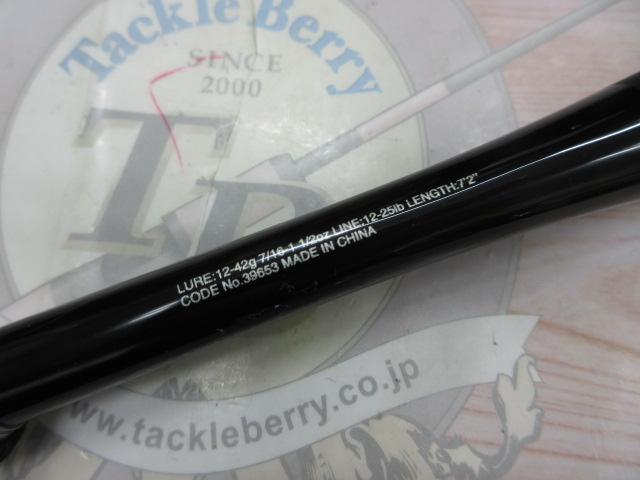 Tackle Berry
SINCE
2000
TB
LURE:12-42g 7/16-1 1/2oz LINE:12-25lb LENGTH:7'2"
CODE No.39653 MADE IN CHINA
www.tackleberry.co.jp